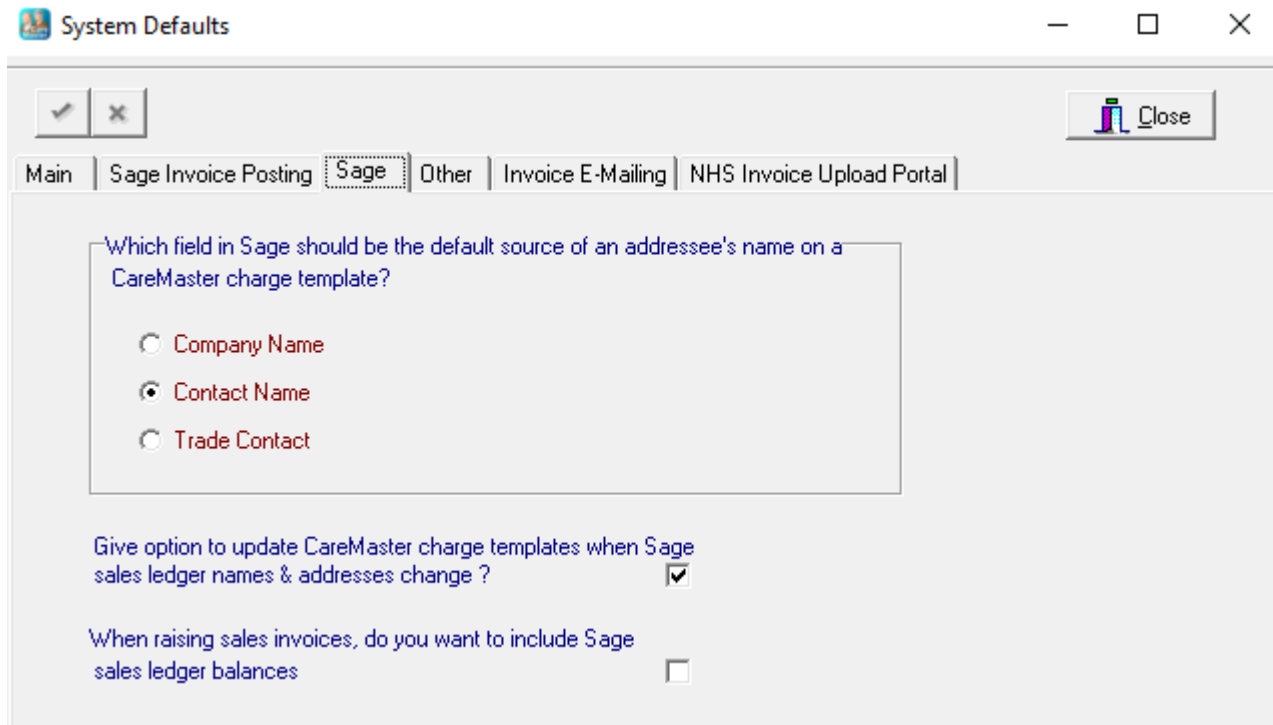 System Defaults
Close
Main Sage Invoice Posting Sage Other Invoice E-Mailing NHS Invoice Upload Portal
Which field in Sage should be the default source of an addressee's name on a
CareMaster charge template?
Company Name
Contact Name
Trade Contact
Give option to update CareMaster charge templates when Sage
sales ledger names & addresses change ?
When raising sales invoices, do you want to include Sage
sales ledger balances